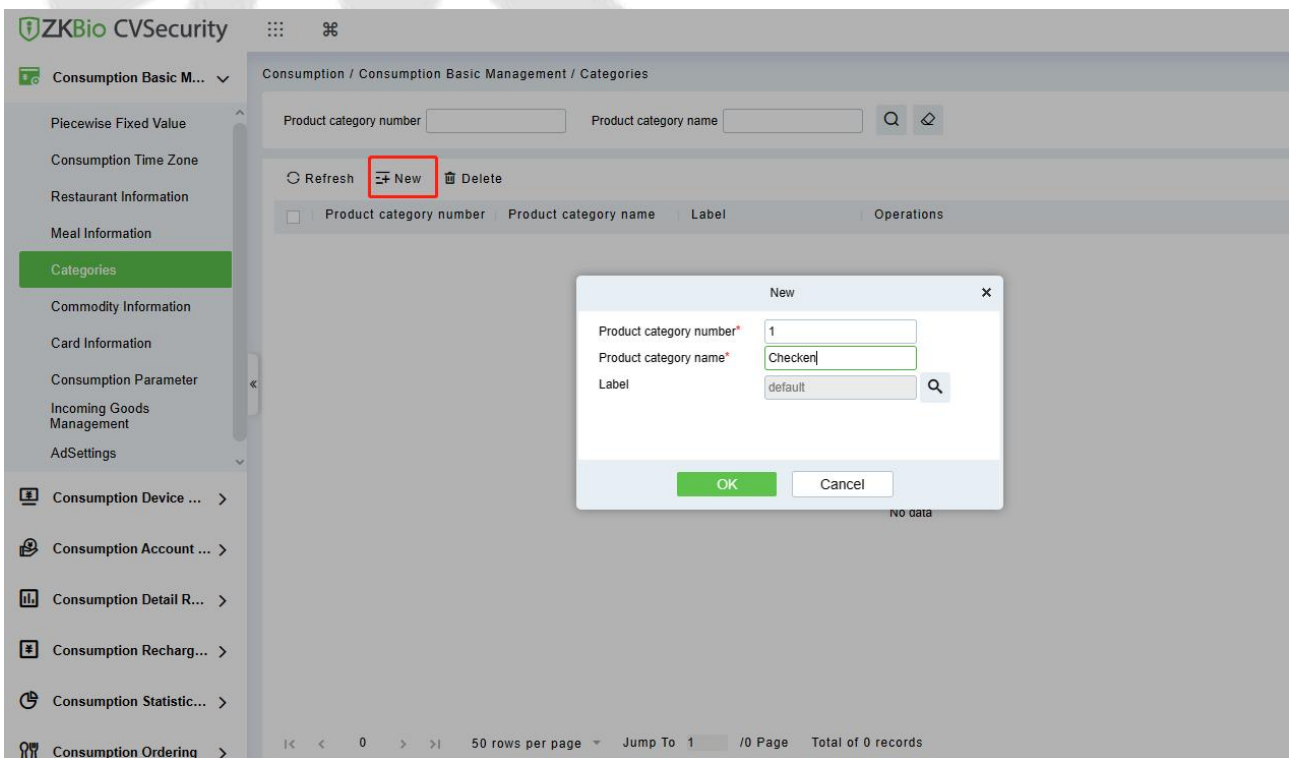 ZKBio CVSecurity
Consumption Basic M...
Consumption / Consumption Basic Management / Categories
Piecewise Fixed Value
Consumption Time Zone
Restaurant Information
Meal Information
Categories
Commodity Information
Card Information
Consumption Parameter
Incoming Goods
Management
AdSettings
Consumption Device ...
Consumption Account ...
Consumption Detail R...
Consumption Recharg...
Consumption Statistic...
Consumption Ordering
Product category number Product category name
Refresh New Delete
Product category number Product category name Label Operations
New
Product category number* 1
Product category name* Checken
Label default
OK Cancel
No data
0 50 rows per page Jump To 1 /0 Page Total of 0 records